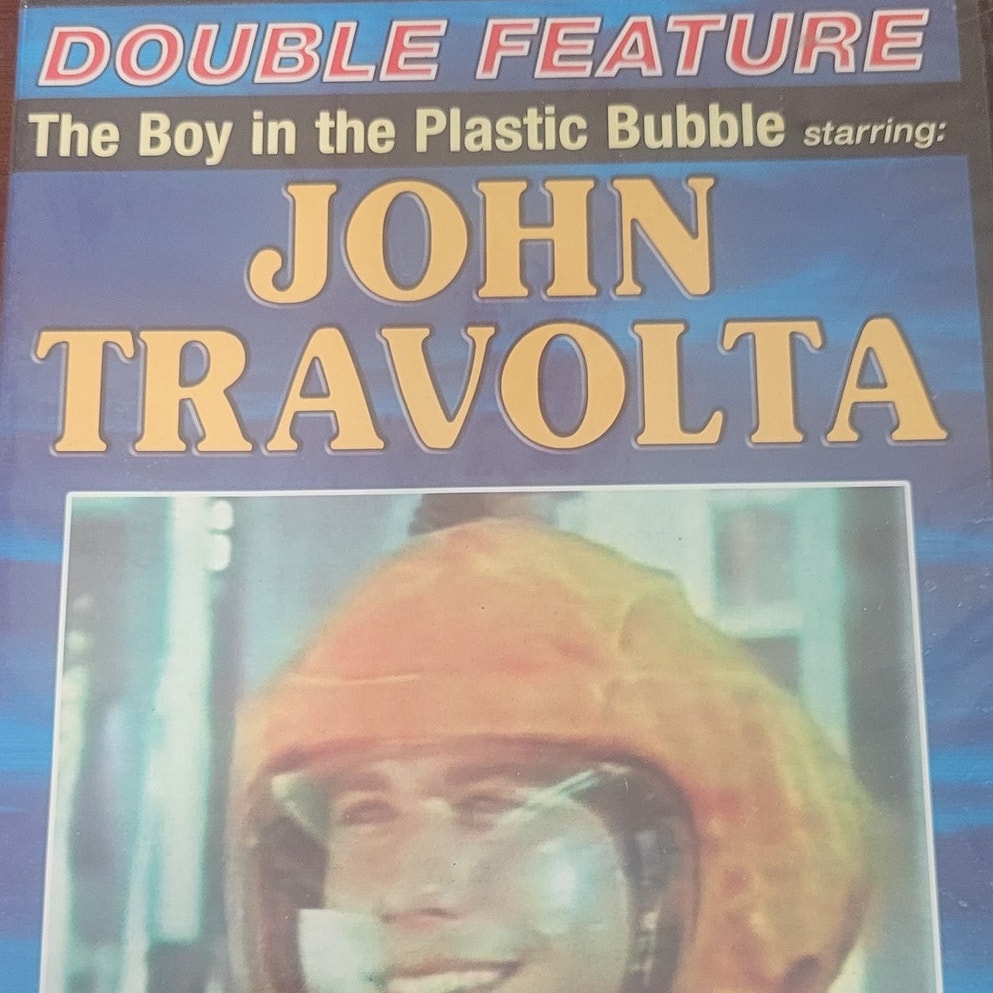 DOUBLE FEATURE
The Boy in the Plastic Bubble starring:
JOHN
TRAVOLTA